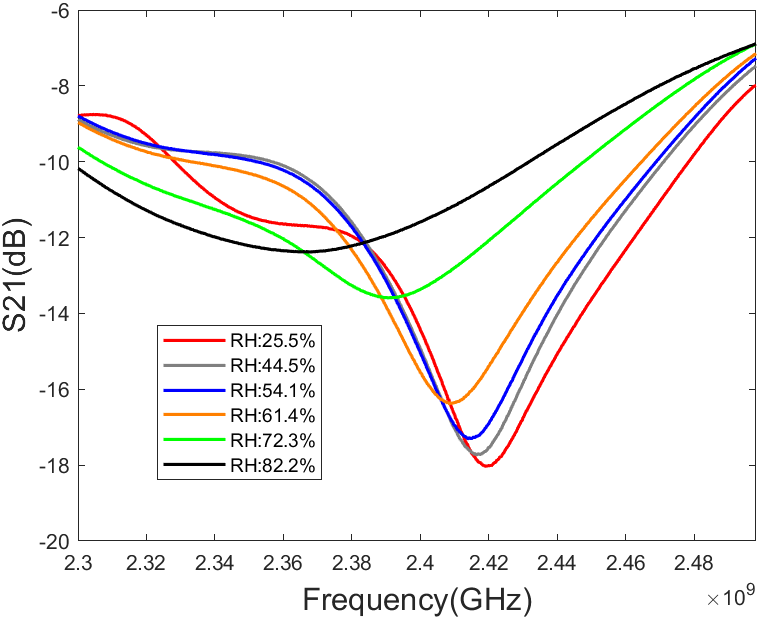 -6
-8
-10
-12
-14
-16
-18
-20
S21(dB)
RH:25.5%
RH:44.5%
RH:54.1%
RH:61.4%
RH:72.3%
RH:82.2%
2.3 2.32 2.34 2.36 2.38 2.4 2.42 2.44 2.46 2.48
Frequency(GHz)
×10⁹